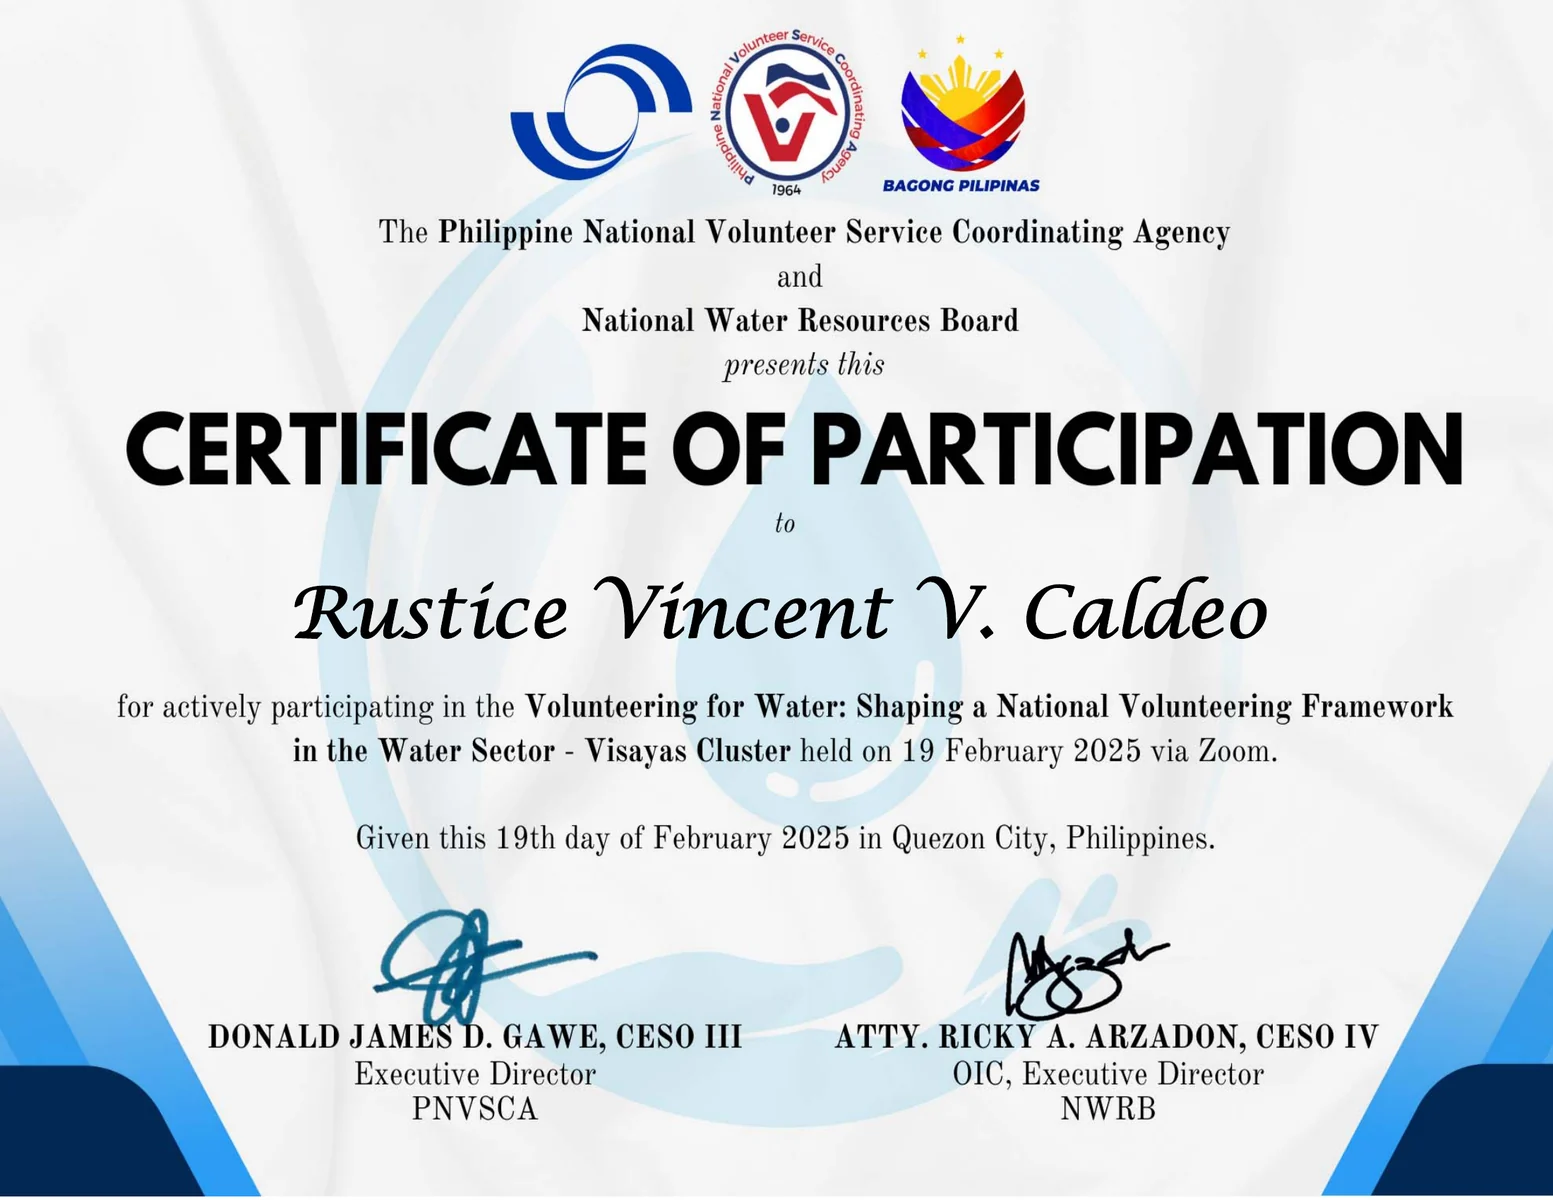 Philippine National Volunteer Service Coordinating Agency
1964
BAGONG PILIPINAS
The Philippine National Volunteer Service Coordinating Agency
and
National Water Resources Board
presents this
CERTIFICATE OF PARTICIPATION
to
Rustice Vincent V. Caldeo
for actively participating in the Volunteering for Water: Shaping a National Volunteering Framework
in the Water Sector - Visayas Cluster held on 19 February 2025 via Zoom.
Given this 19th day of February 2025 in Quezon City, Philippines.
DONALD JAMES D. GAWE, CESO III
Executive Director
PNVSCA
ATTY. RICKY A. ARZADON, CESO IV
OIC, Executive Director
NWRB